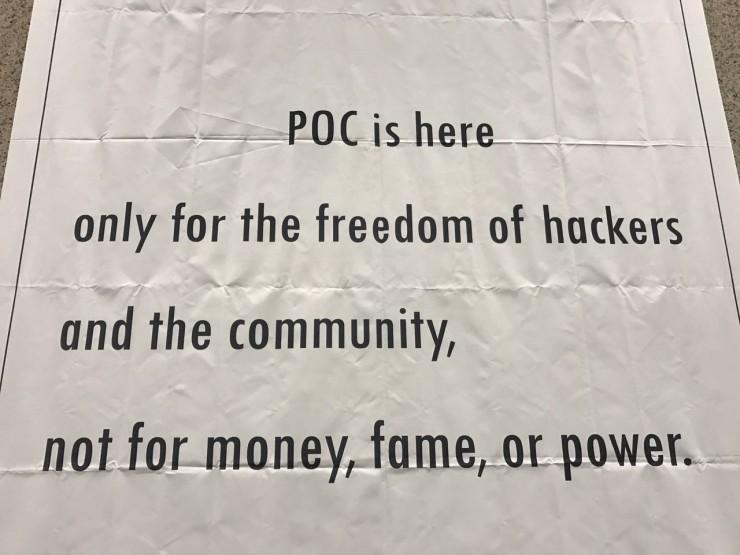 POC is here
only for the freedom of hackers
and the community,
not for money, fame, or power.